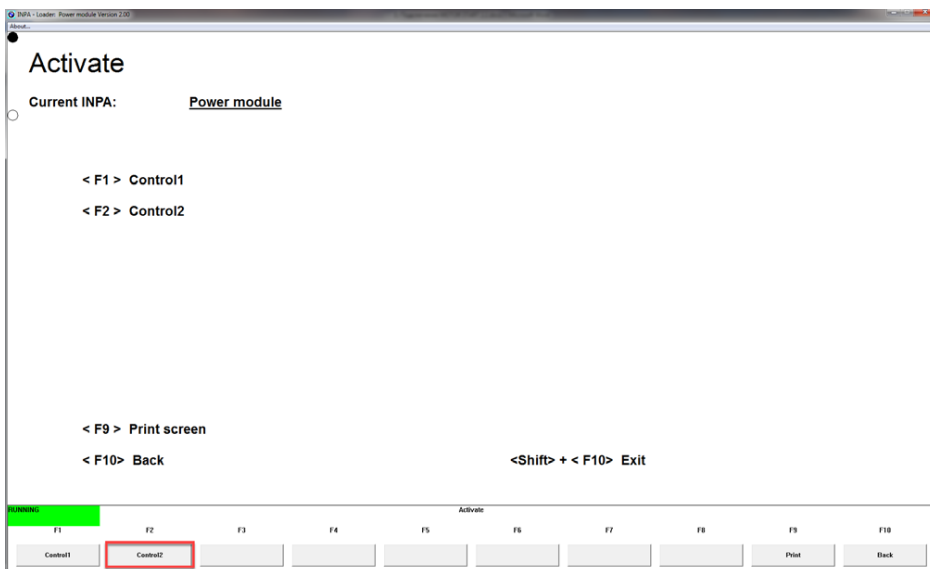 INPA - Loader: Power module Version 2.00
About...
Activate
Current INPA: Power module
< F1 > Control1
< F2 > Control2
< F9 > Print screen
< F10> Back <Shift> + < F10> Exit
RUNNING Activate
F1 F2 F3 F4 F5 F6 F7 F8 F9 F10
Control1 Control2 Print Back